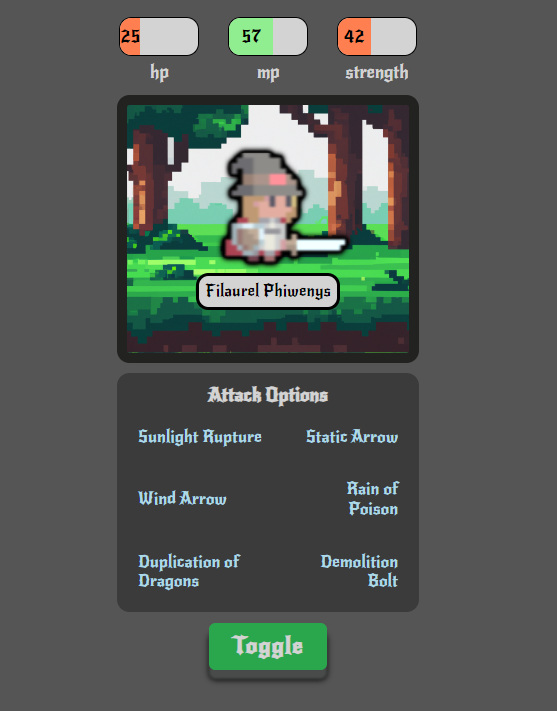 25 57 42
hp mp strength
Filaurel Phiwenys
Attack Options
Sunlight Rupture Static Arrow
Wind Arrow
Rain of
Poison
Duplication of
Dragons
Demolition
Bolt
Toggle